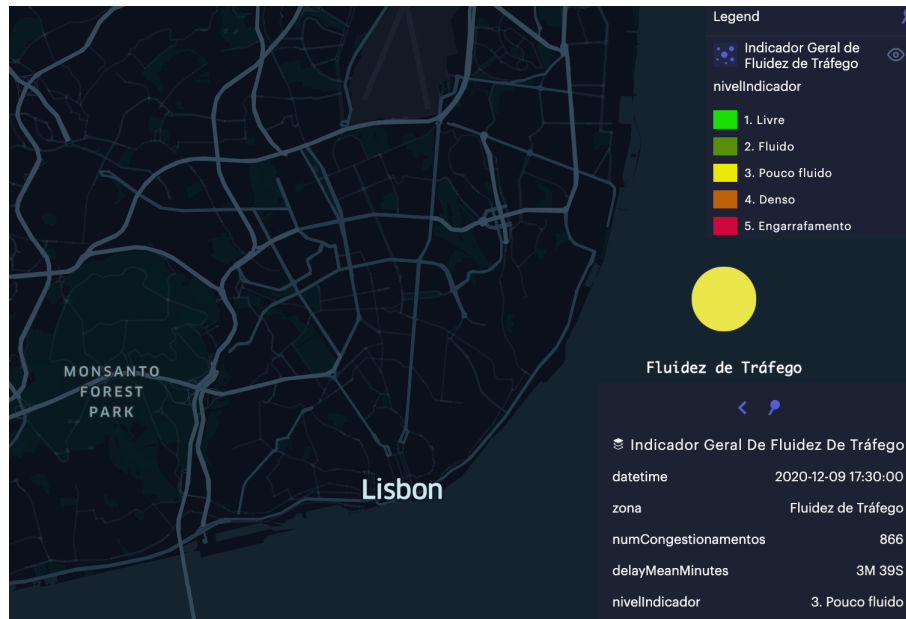 Legend
Indicador Geral de
Fluidez de Tráfego
nivelIndicador
1. Livre
2. Fluido
3. Pouco fluido
4. Denso
5. Engarrafamento
MONSANTO
FOREST
PARK
Lisbon
Fluidez de Tráfego
Indicador Geral De Fluidez De Tráfego
datetime 2020-12-09 17:30:00
zona Fluidez de Tráfego
numCongestionamentos 866
delayMeanMinutes 3M 39S
nivelIndicador 3. Pouco fluido